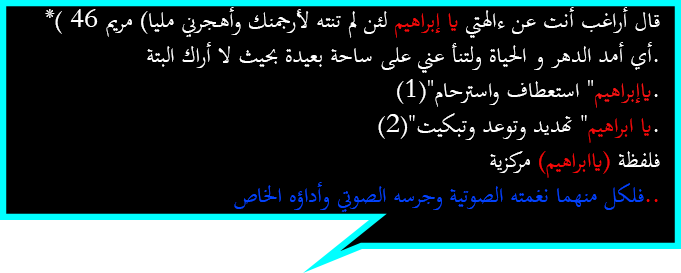 قال أراغب أنت عن ءالهتي يا إبراهيم لئن لم تنته لأرجمنك وأهجرني مليا) مريم 46 )*
.أي أمد الدهر و الحياة ولتنأ عني على ساحة بعيدة بحيث لا أراك البتة
.ياإبراهيم" استعطاف واسترحام"(1)
.يا ابراهيم" تهديد وتوعد وتبكيت"(2)
فلفظة (ياابراهيم) مركزية
..فلكل منهما نغمته الصوتية وجرسه الصوتي وأداؤه الخاص